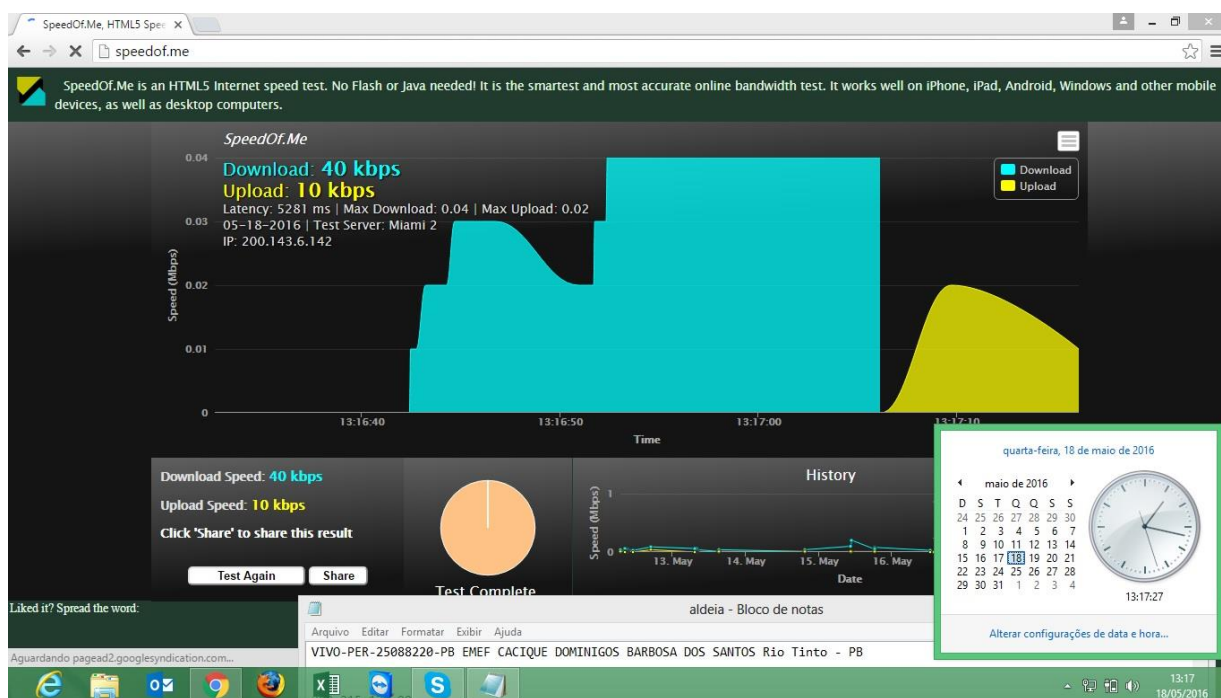 SpeedOf.Me, HTML5 Spee
speedof.me
SpeedOf.Me is an HTML5 Internet speed test. No Flash or Java needed! It is the smartest and most accurate online bandwidth test. It works well on iPhone, iPad, Android, Windows and other mobile
devices, as well as desktop computers.
SpeedOf.Me
Download: 40 kbps
Upload: 10 kbps
Latency: 5281 ms | Max Download: 0.04 | Max Upload: 0.02
05-18-2016 | Test Server: Miami 2
IP: 200.143.6.142
Download
Upload
Speed (Mbps)
0.04
0.03
0.02
0.01
0
13:16:40 13:16:50 13:17:00 13:17:10
Time
Download Speed: 40 kbps
Upload Speed: 10 kbps
Click 'Share' to share this result
Test Again Share
Test Complete
History
Speed (Mbps)
1
0
13. May 14. May 15. May 16. May
Date
quarta-feira, 18 de maio de 2016
maio de 2016
D S T Q Q S S
24 25 26 27 28 29 30
1 2 3 4 5 6 7
8 9 10 11 12 13 14
15 16 17 18 19 20 21
22 23 24 25 26 27 28
29 30 31 1 2 3 4
13:17:27
Alterar configurações de data e hora...
Liked it? Spread the word:
aldeia - Bloco de notas
Arquivo Editar Formatar Exibir Ajuda
VIVO-PER-25088220-PB EMEF CACIQUE DOMINIGOS BARBOSA DOS SANTOS Rio Tinto - PB
Aguardando pagead2.googlesyndication.com...
13:17
18/05/2016